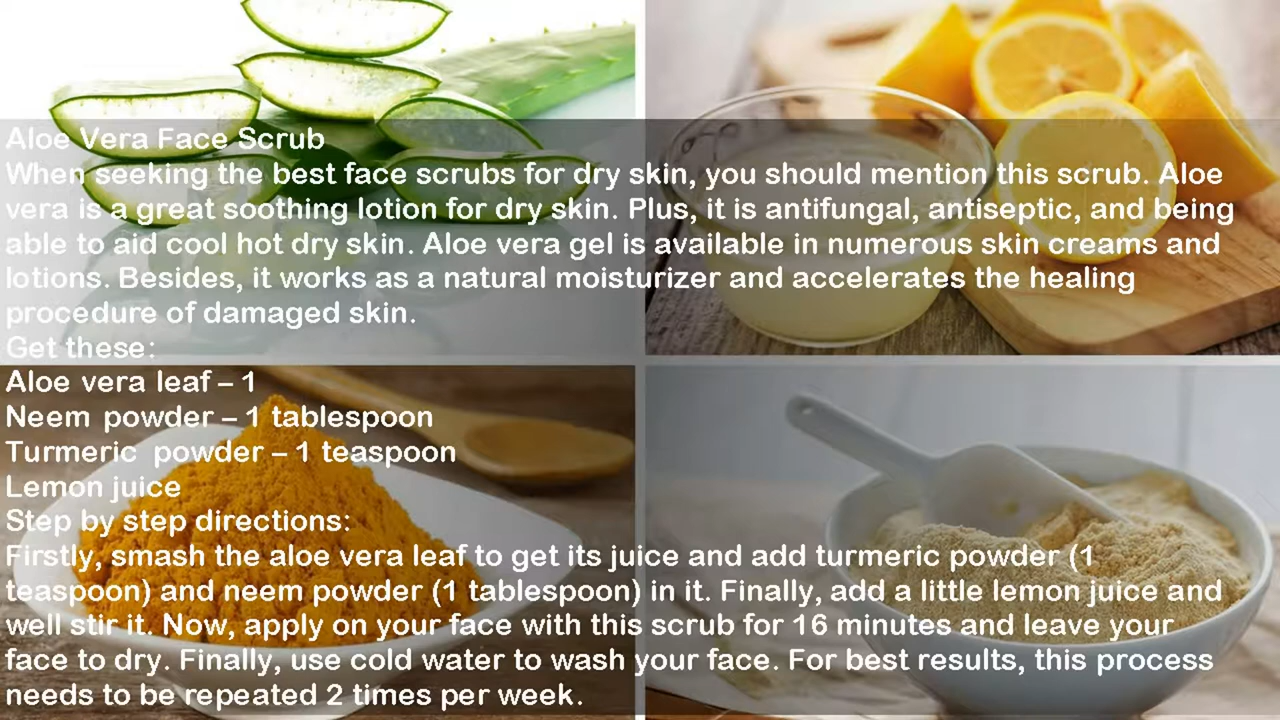 Aloe Vera Face Scrub
When seeking the best face scrubs for dry skin, you should mention this scrub. Aloe
vera is a great soothing lotion for dry skin. Plus, it is antifungal, antiseptic, and being
able to aid cool hot dry skin. Aloe vera gel is available in numerous skin creams and
lotions. Besides, it works as a natural moisturizer and accelerates the healing
procedure of damaged skin.
Get these:
Aloe vera leaf – 1
Neem powder – 1 tablespoon
Turmeric powder – 1 teaspoon
Lemon juice
Step by step directions:
Firstly, smash the aloe vera leaf to get its juice and add turmeric powder (1
teaspoon) and neem powder (1 tablespoon) in it. Finally, add a little lemon juice and
well stir it. Now, apply on your face with this scrub for 16 minutes and leave your
face to dry. Finally, use cold water to wash your face. For best results, this process
needs to be repeated 2 times per week.